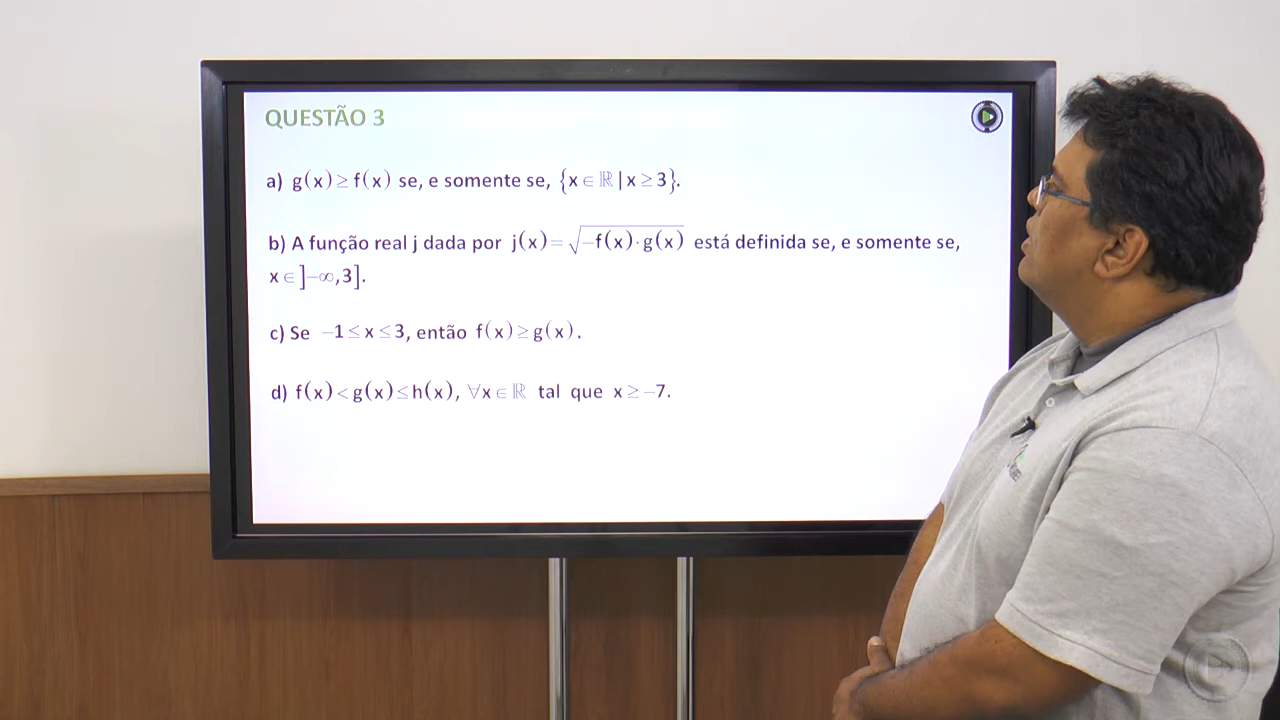 QUESTÃO 3
a) g(x) ≥ f(x) se, e somente se, {x ∈ ℝ | x ≥ 3}.
b) A função real j dada por j(x) = √(−f(x)·g(x)) está definida se, e somente se,
x ∈ ]−∞,3].
c) Se −1 ≤ x ≤ 3, então f(x) ≥ g(x).
d) f(x) < g(x) ≤ h(x), ∀x ∈ ℝ tal que x ≥ −7.